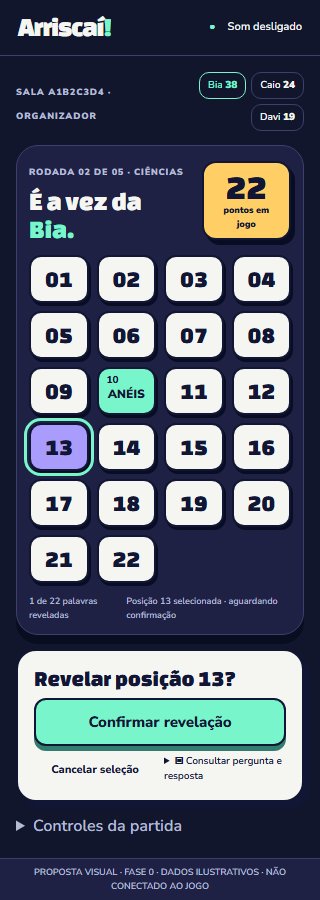 Arriscaí!
Som desligado
SALA A1B2C3D4 ·
ORGANIZADOR
Bia 38
Caio 24
Davi 19
RODADA 02 DE 05 · CIÊNCIAS
É a vez da
Bia.
22
pontos em
jogo
01 02 03 04
05 06 07 08
09 10 ANÉIS 11 12
13 14 15 16
17 18 19 20
21 22
1 de 22 palavras
reveladas
Posição 13 selecionada · aguardando
confirmação
Revelar posição 13?
Confirmar revelação
Cancelar seleção
Consultar pergunta e
resposta
Controles da partida
PROPOSTA VISUAL · FASE 0 · DADOS ILUSTRATIVOS · NÃO
CONECTADO AO JOGO